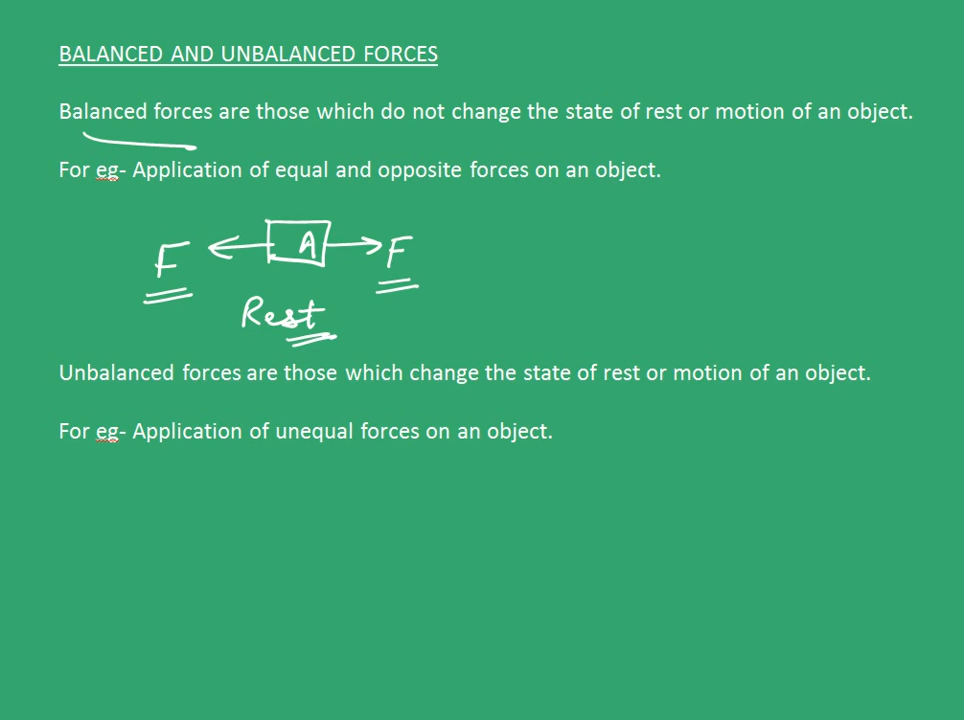 BALANCED AND UNBALANCED FORCES
Balanced forces are those which do not change the state of rest or motion of an object.
For eg- Application of equal and opposite forces on an object.
F A F
Rest
Unbalanced forces are those which change the state of rest or motion of an object.
For eg- Application of unequal forces on an object.